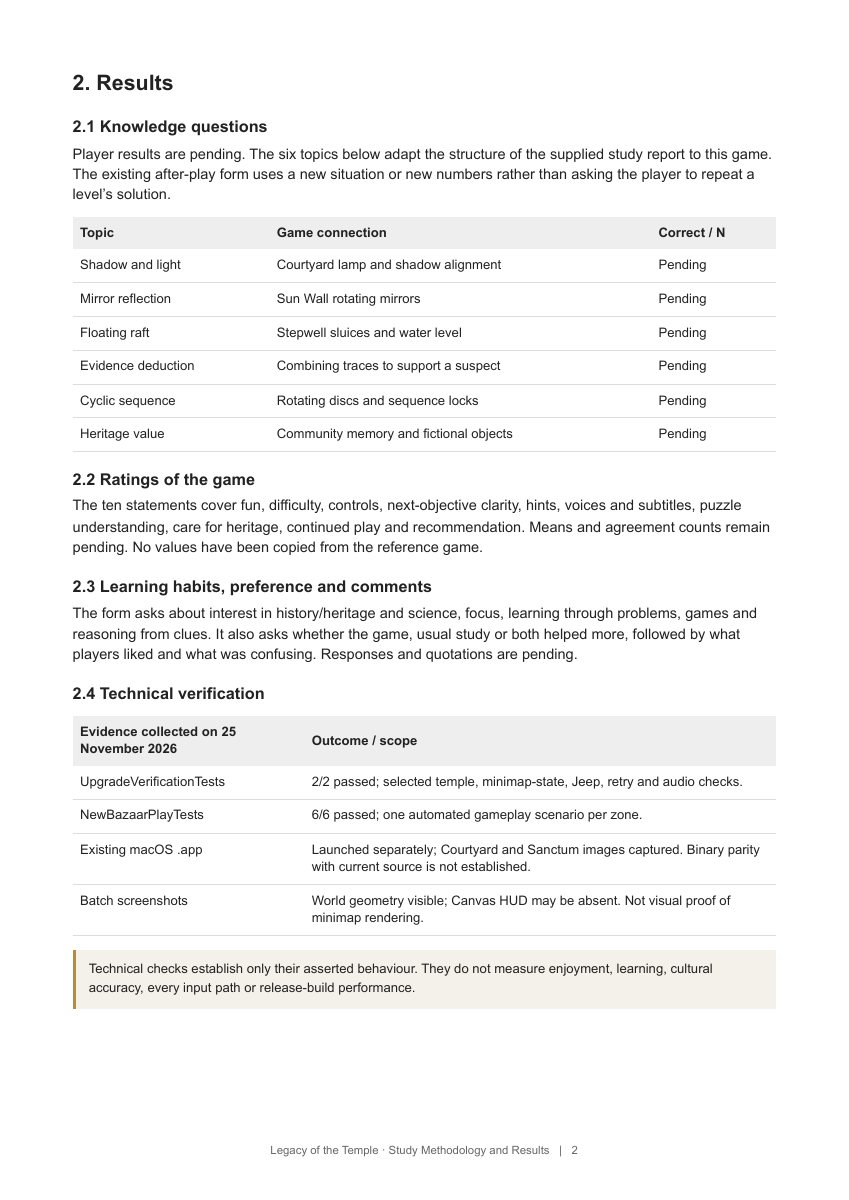 2. Results
2.1 Knowledge questions
Player results are pending. The six topics below adapt the structure of the supplied study report to this game.
The existing after-play form uses a new situation or new numbers rather than asking the player to repeat a
level’s solution.
Topic Game connection Correct / N
Shadow and light Courtyard lamp and shadow alignment Pending
Mirror reflection Sun Wall rotating mirrors Pending
Floating raft Stepwell sluices and water level Pending
Evidence deduction Combining traces to support a suspect Pending
Cyclic sequence Rotating discs and sequence locks Pending
Heritage value Community memory and fictional objects Pending
2.2 Ratings of the game
The ten statements cover fun, difficulty, controls, next-objective clarity, hints, voices and subtitles, puzzle
understanding, care for heritage, continued play and recommendation. Means and agreement counts remain
pending. No values have been copied from the reference game.
2.3 Learning habits, preference and comments
The form asks about interest in history/heritage and science, focus, learning through problems, games and
reasoning from clues. It also asks whether the game, usual study or both helped more, followed by what
players liked and what was confusing. Responses and quotations are pending.
2.4 Technical verification
Evidence collected on 25
November 2026
Outcome / scope
UpgradeVerificationTests 2/2 passed; selected temple, minimap-state, Jeep, retry and audio checks.
NewBazaarPlayTests 6/6 passed; one automated gameplay scenario per zone.
Existing macOS .app Launched separately; Courtyard and Sanctum images captured. Binary parity
with current source is not established.
Batch screenshots World geometry visible; Canvas HUD may be absent. Not visual proof of
minimap rendering.
Technical checks establish only their asserted behaviour. They do not measure enjoyment, learning, cultural
accuracy, every input path or release-build performance.
Legacy of the Temple · Study Methodology and Results | 2